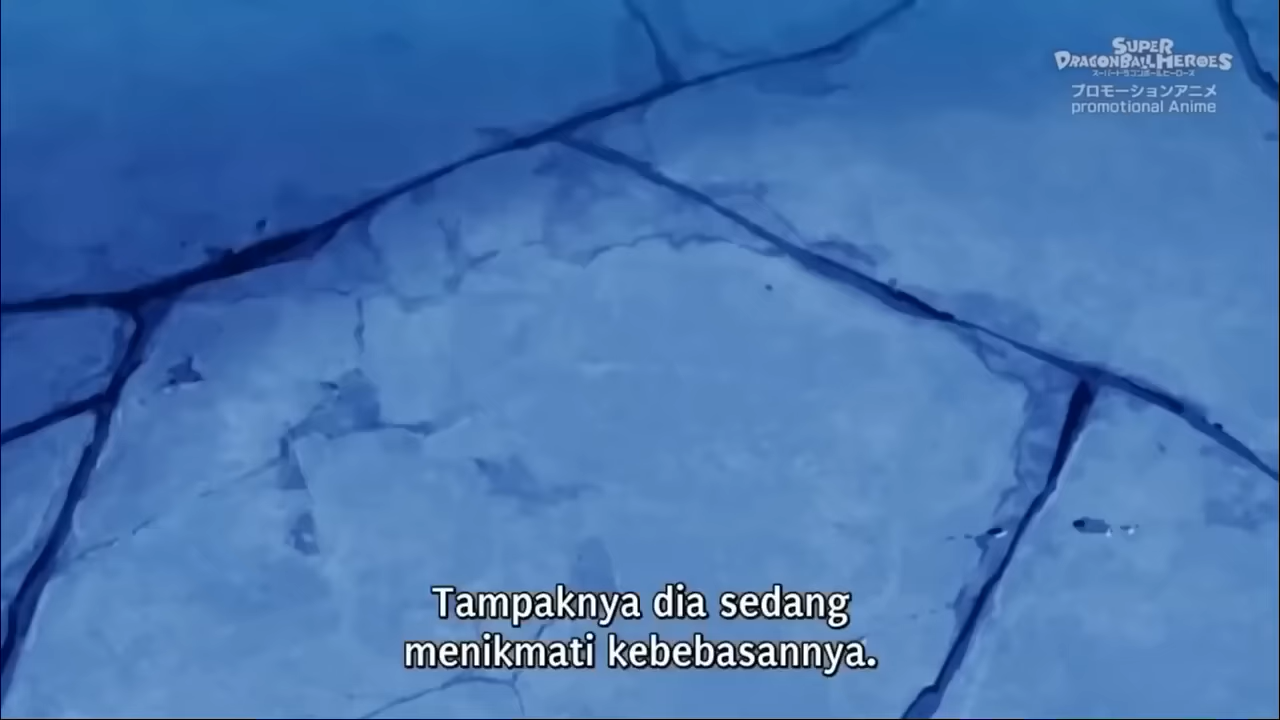 SUPER
DRAGONBALL HEROES
スーパードラゴンボールヒーローズ
プロモーションアニメ
promotional Anime
Tampaknya dia sedang
menikmati kebebasannya.